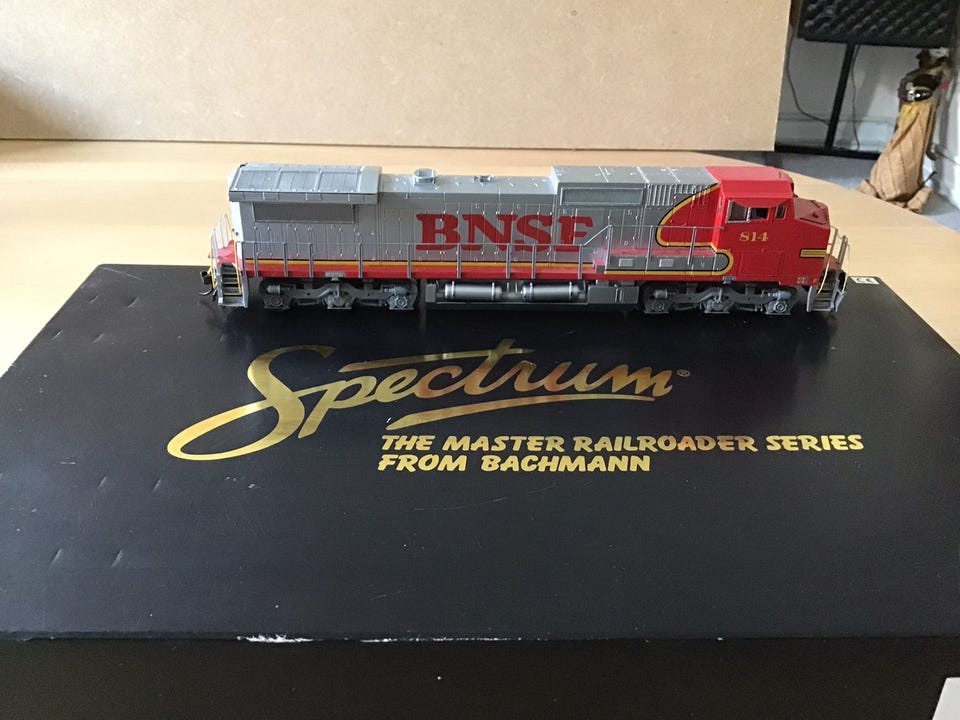 BNSF
814
Spectrum®
THE MASTER RAILROADER SERIES
FROM BACHMANN